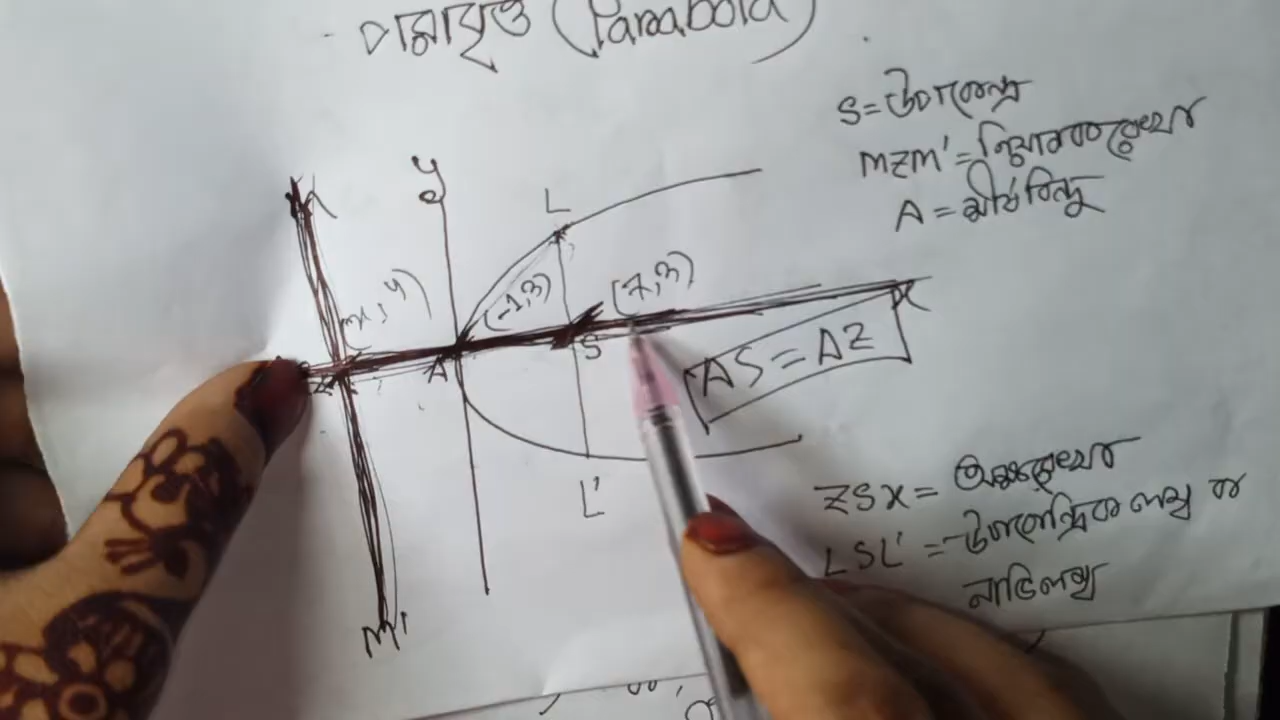 পরাবৃত্ত (Parabola)
S = উপকেন্দ্র
MZM' = নিয়ামকরেখা
A = শীর্ষবিন্দু
y
L
(x, y)
(-1,3)
(7,3)
X
Z
A
S
AS = AZ
L'
M'
ZSX = অক্ষরেখা
LSL' = উপকেন্দ্রিক লম্ব বা
নাভিলম্ব